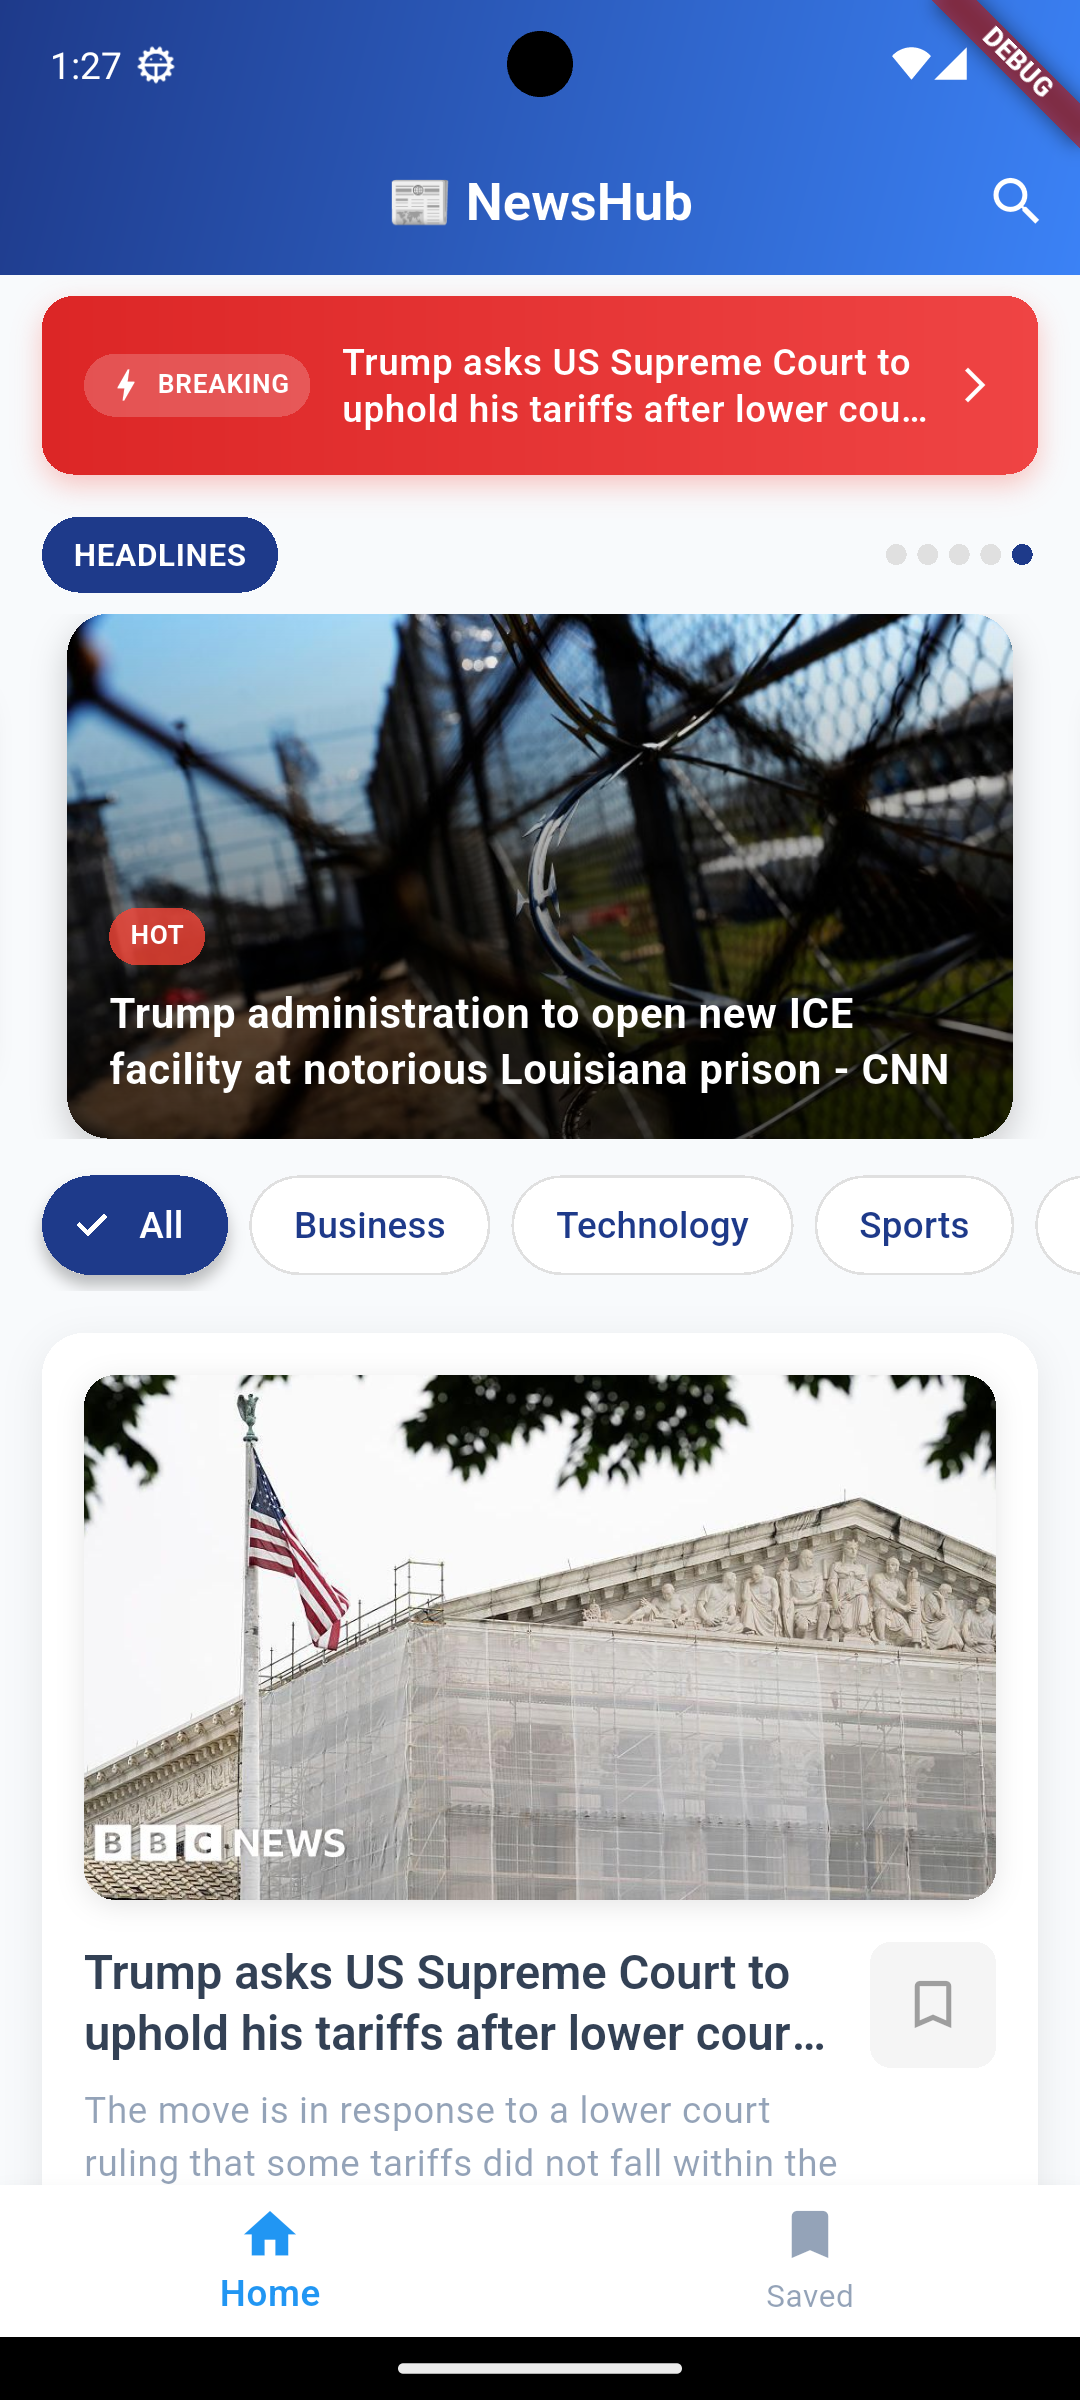 1:27
DEBUG
NewsHub
BREAKING
Trump asks US Supreme Court to
uphold his tariffs after lower cou…
HEADLINES
HOT
Trump administration to open new ICE
facility at notorious Louisiana prison - CNN
All
Business
Technology
Sports
BBC NEWS
Trump asks US Supreme Court to
uphold his tariffs after lower cour…
The move is in response to a lower court
ruling that some tariffs did not fall within the
Home
Saved